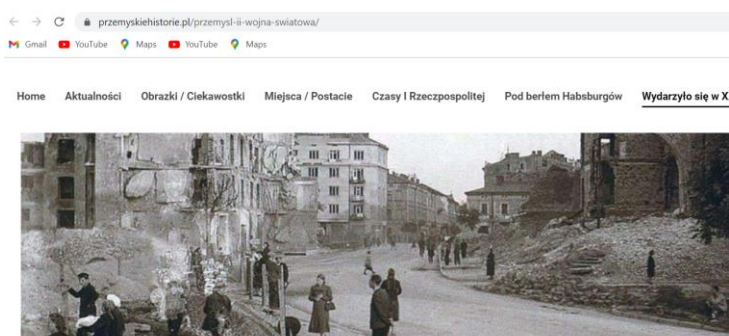 przemyskiehistorie.pl/przemysl-ii-wojna-swiatowa/
Gmail YouTube Maps YouTube Maps
Home Aktualności Obrazki / Ciekawostki Miejsca / Postacie Czasy I Rzeczpospolitej Pod berłem Habsburgów Wydarzyło się w X